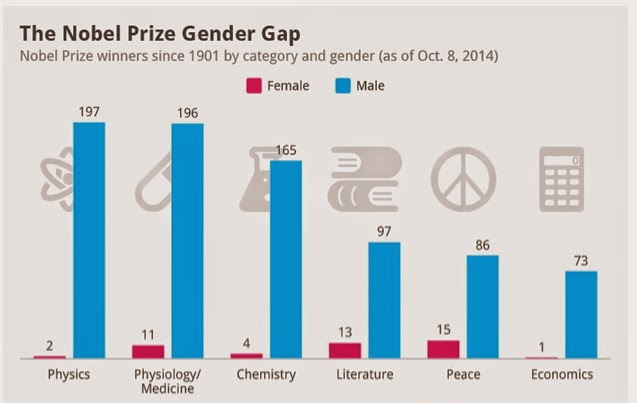 The Nobel Prize Gender Gap
Nobel Prize winners since 1901 by category and gender (as of Oct. 8, 2014)
Female Male
197 196 165 97 86 73
2 11 4 13 15 1
Physics Physiology/ Chemistry Literature Peace Economics
Medicine
0